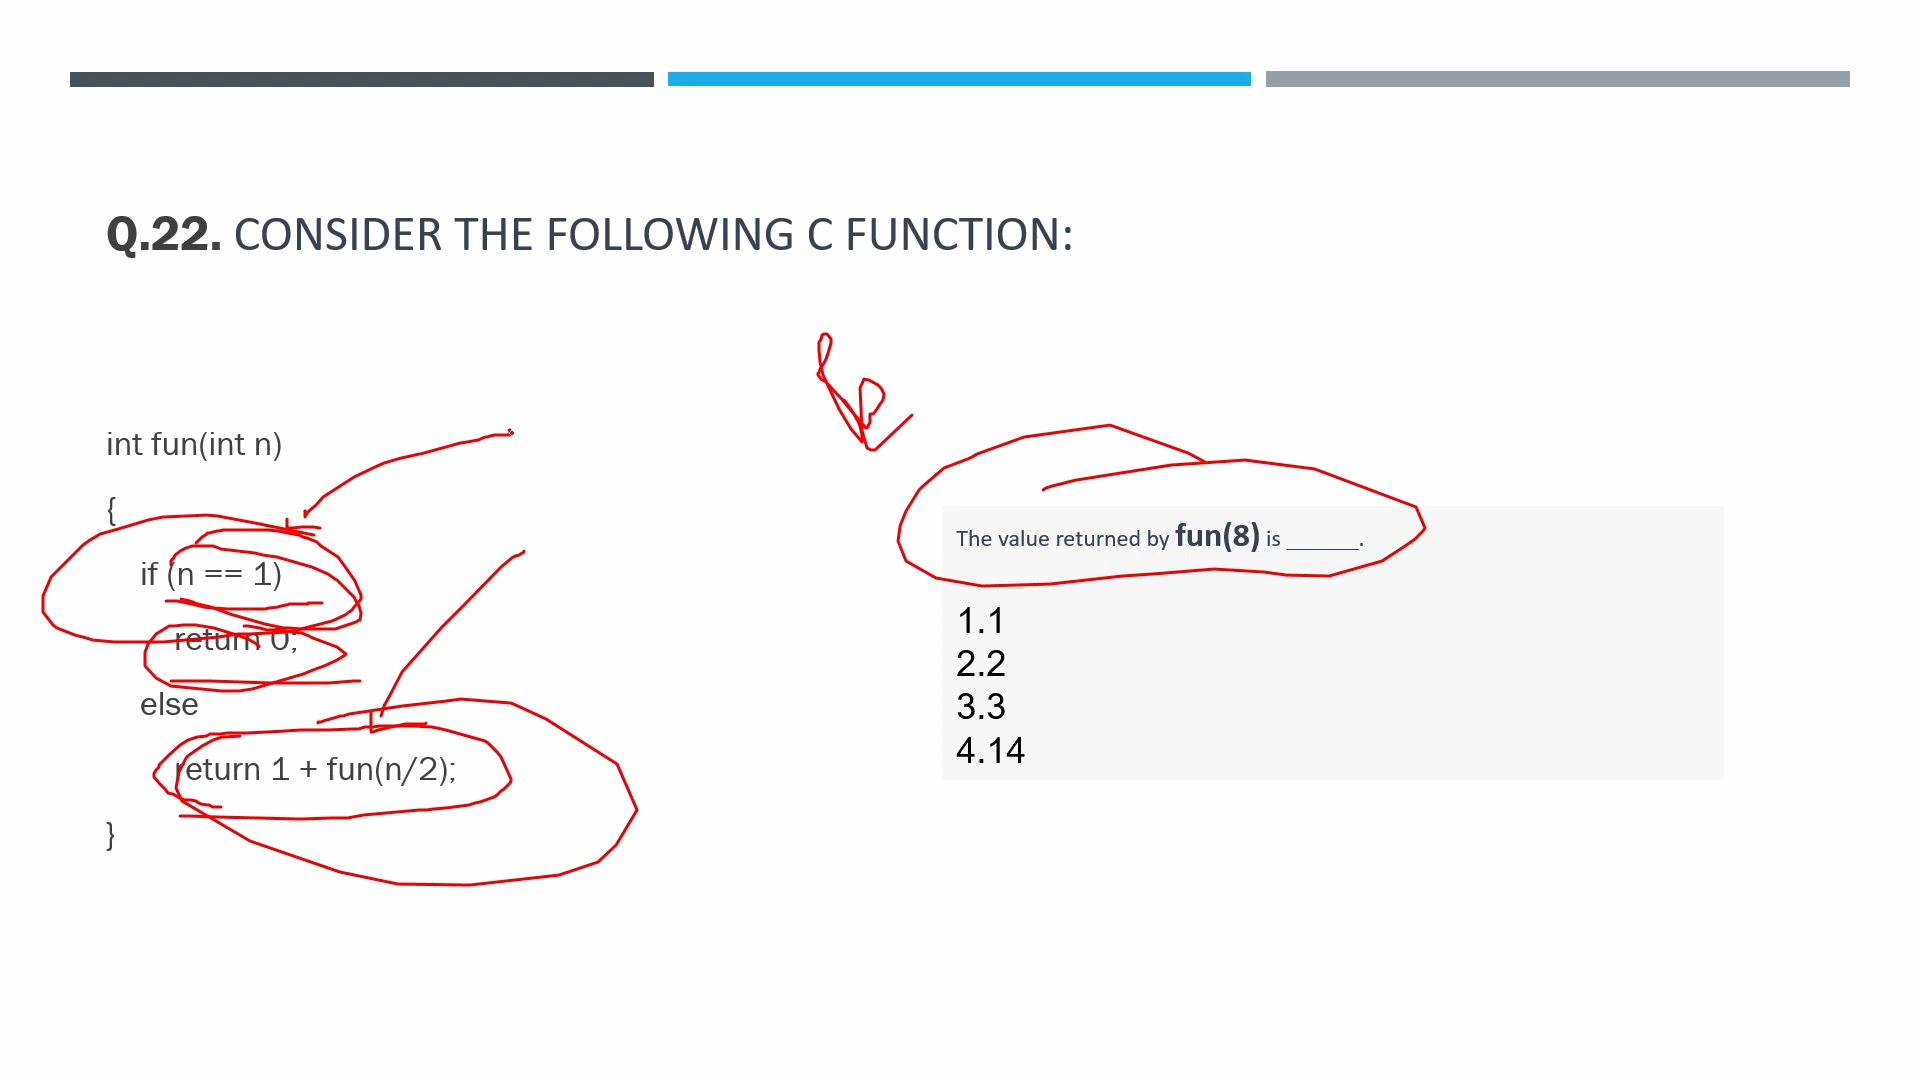 Q.22. CONSIDER THE FOLLOWING C FUNCTION:
int fun(int n)
{
if (n == 1)
return 0;
else
return 1 + fun(n/2);
}
The value returned by fun(8) is ______.
1.1
2.2
3.3
4.14